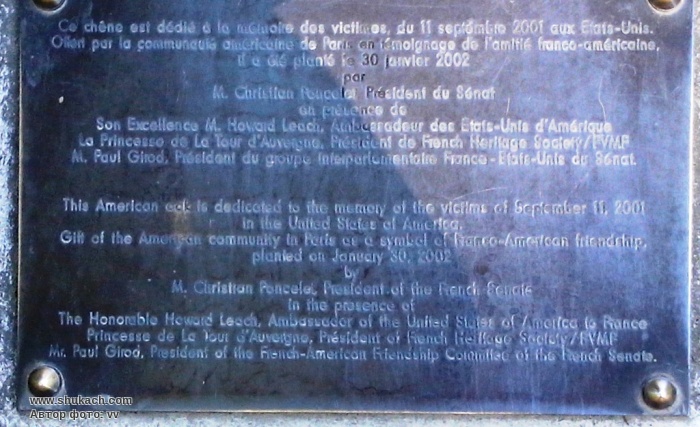 Ce chêne est dédié à la mémoire des victimes, du 11 septembre 2001 aux Etats-Unis.
Offert par la communauté américaine de Paris en témoignage de l'amitié franco-américaine,
il a été planté le 30 janvier 2002
par
M. Christian Poncelet, Président du Sénat
en présence de
Son Excellence M. Howard Leach, Ambassadeur des Etats-Unis d'Amérique
La Princesse de La Tour d'Auvergne, Président de French Heritage Society/FVMF
M. Paul Girod, Président du groupe interparlementaire France-Etats-Unis du Sénat.
This American oak is dedicated to the memory of the victims of September 11, 2001
in the United States of America.
Gift of the American community in Paris as a symbol of Franco-American friendship,
planted on January 30, 2002
by
M. Christian Poncelet, President of the French Senate
in the presence of
The Honorable Howard Leach, Ambassador of the United States of America to France
Princesse de La Tour d'Auvergne, Président of French Heritage Society/FVMF
Mr. Paul Girod, President of the French-American Friendship Committee of the French Senate.
www.shukach.com
Автор фото: vv